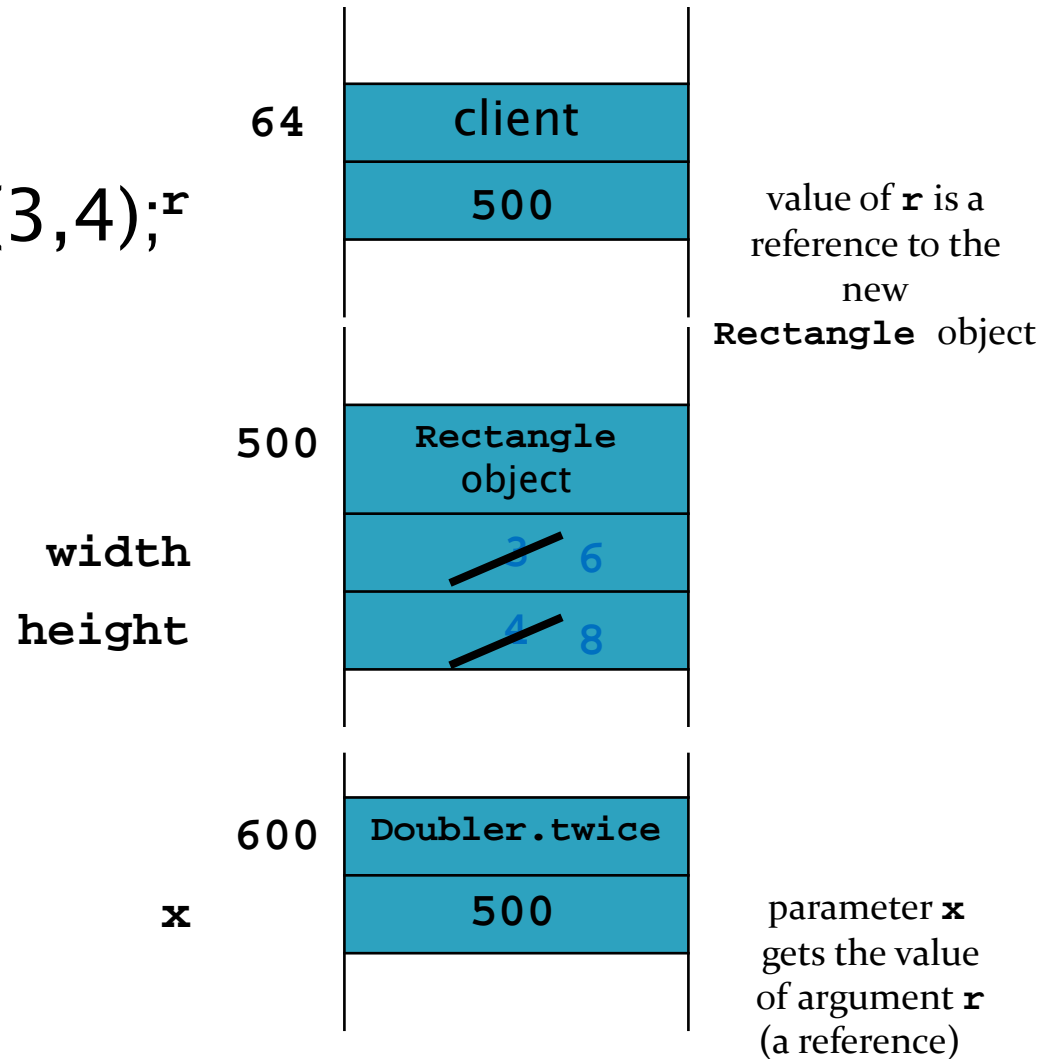 64 client
(3,4);r 500
value of r is a
reference to the
new
Rectangle object
500 Rectangle
object
width 3 6
height 4 8
600 Doubler.twice
x 500
parameter x
gets the value
of argument r
(a reference)